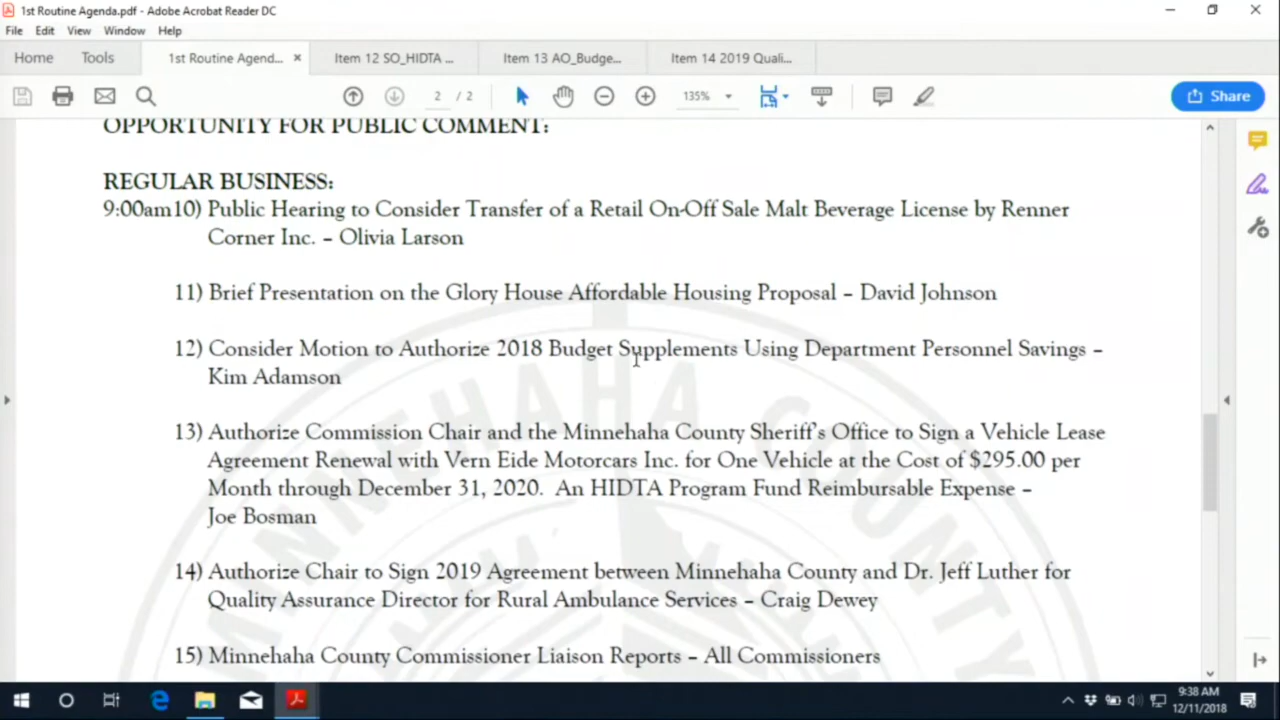 1st Routine Agenda.pdf - Adobe Acrobat Reader DC
File Edit View Window Help
Home Tools 1st Routine Agend... × Item 12 SO_HIDTA ... Item 13 AO_Budge... Item 14 2019 Quali...
2 / 2 135% Share
OPPORTUNITY FOR PUBLIC COMMENT:
REGULAR BUSINESS:
9:00am10) Public Hearing to Consider Transfer of a Retail On-Off Sale Malt Beverage License by Renner
Corner Inc. – Olivia Larson
11) Brief Presentation on the Glory House Affordable Housing Proposal – David Johnson
12) Consider Motion to Authorize 2018 Budget Supplements Using Department Personnel Savings –
Kim Adamson
13) Authorize Commission Chair and the Minnehaha County Sheriff's Office to Sign a Vehicle Lease
Agreement Renewal with Vern Eide Motorcars Inc. for One Vehicle at the Cost of $295.00 per
Month through December 31, 2020. An HIDTA Program Fund Reimbursable Expense –
Joe Bosman
14) Authorize Chair to Sign 2019 Agreement between Minnehaha County and Dr. Jeff Luther for
Quality Assurance Director for Rural Ambulance Services – Craig Dewey
15) Minnehaha County Commissioner Liaison Reports – All Commissioners
MINNEHAHA COUNTY
9:38 AM
12/11/2018